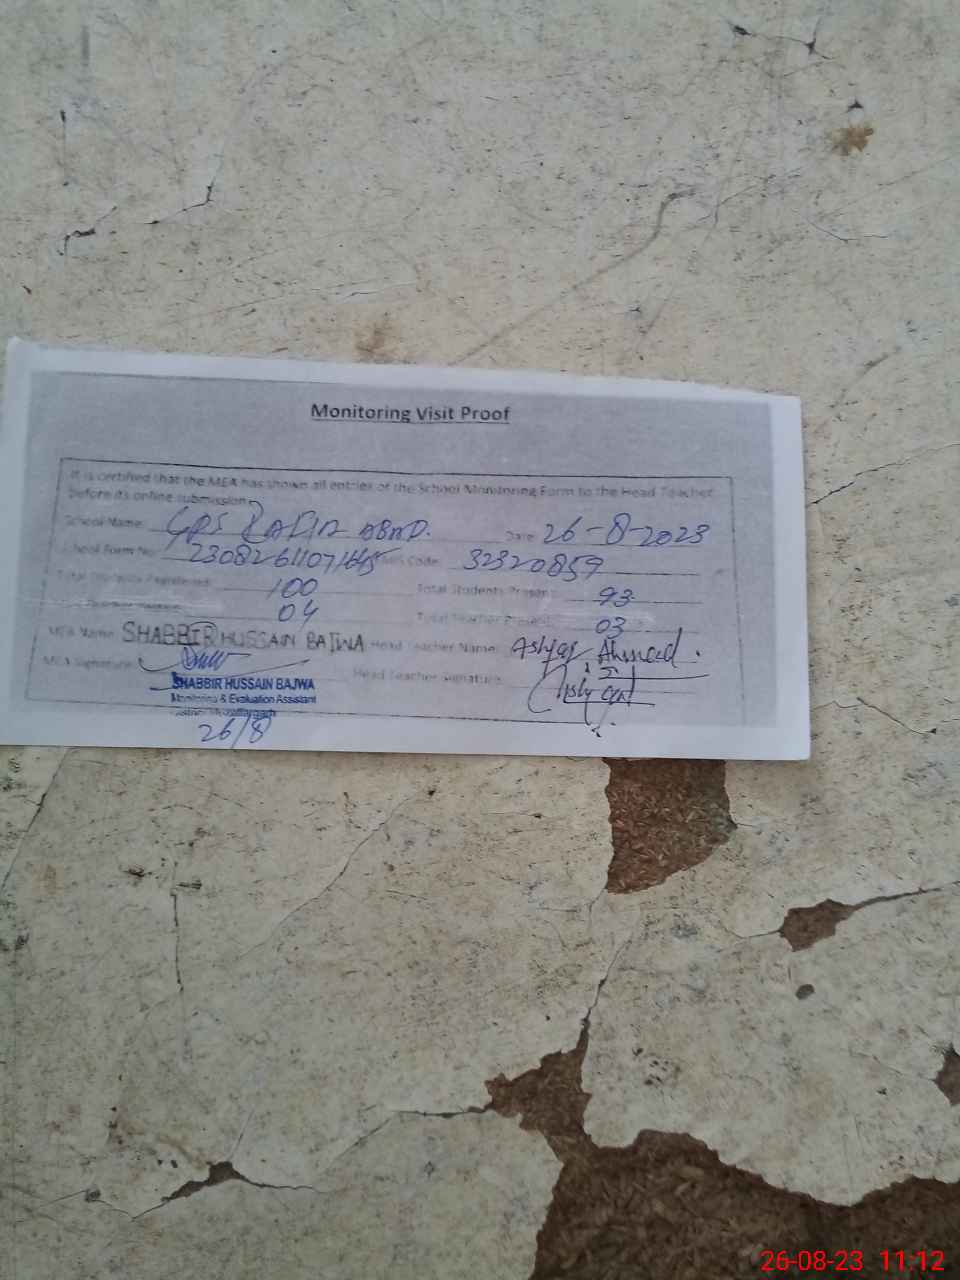 Monitoring Visit Proof
It is certified that the MEA has shown all entries of the School Monitoring Form to the Head Teacher
before its online submission.
School Name: GPS ABAD. Date: 26-8-2023
School Form No: Code: 32320859
Total Students Registered: 100 Total Students Present: 93
04 Total Teacher Present: 03
MEA Name: SHABBIR HUSSAIN BAJWA Head Teacher Name: Ahmad.
MEA Signature: Head Teacher Signature:
SHABBIR HUSSAIN BAJWA
Monitoring & Evaluation Assistant
District Muzaffargarh
26/8
26-08-23 11:12